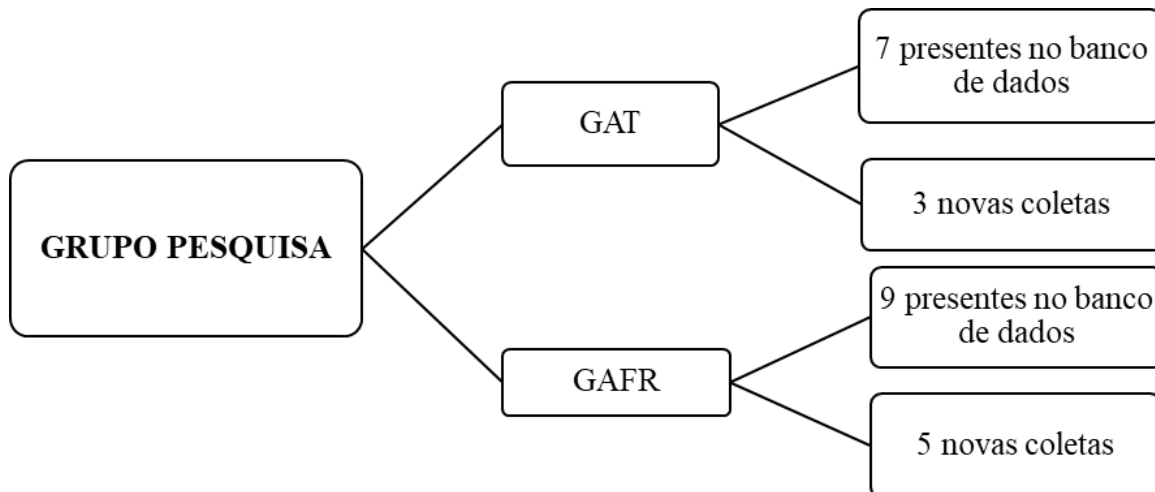 GRUPO PESQUISA
GAT
7 presentes no banco
de dados
3 novas coletas
GAFR
9 presentes no banco
de dados
5 novas coletas